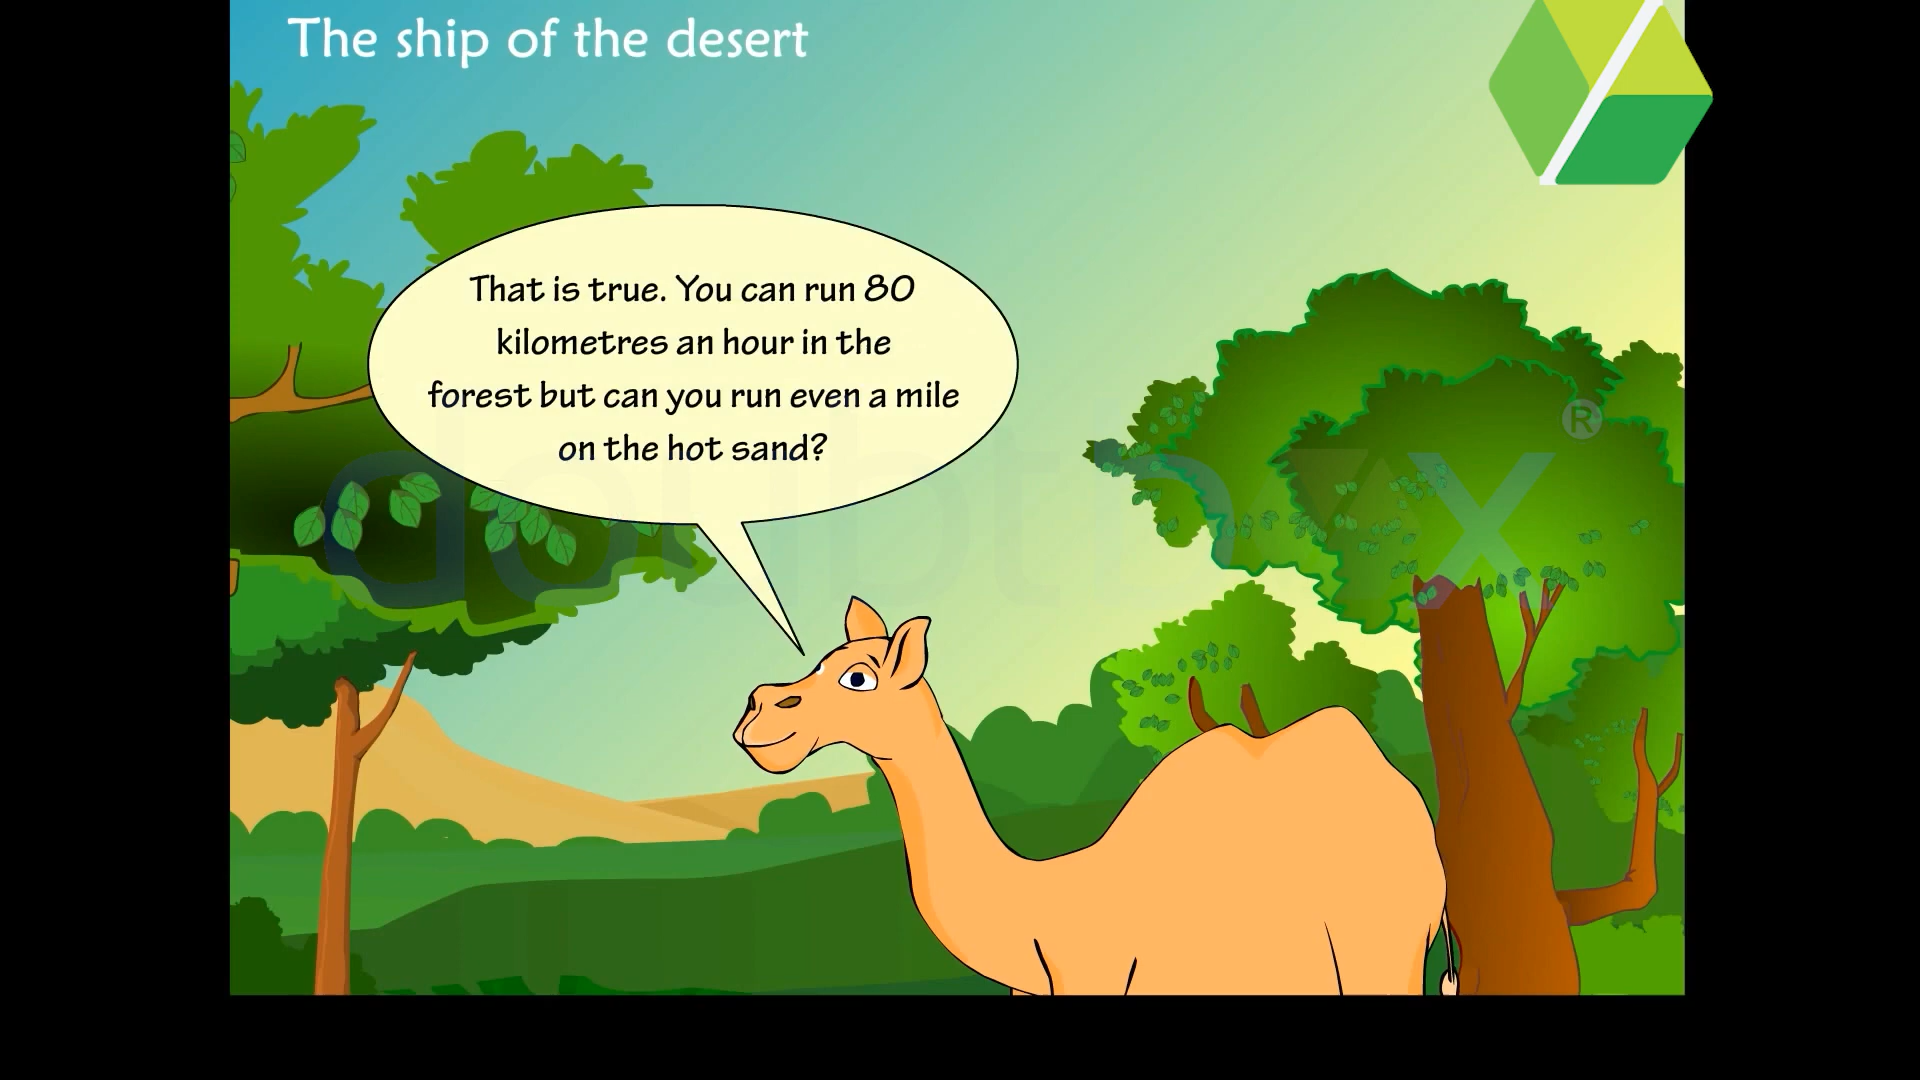 The ship of the desert
That is true. You can run 80
kilometres an hour in the
forest but can you run even a mile
on the hot sand?
®